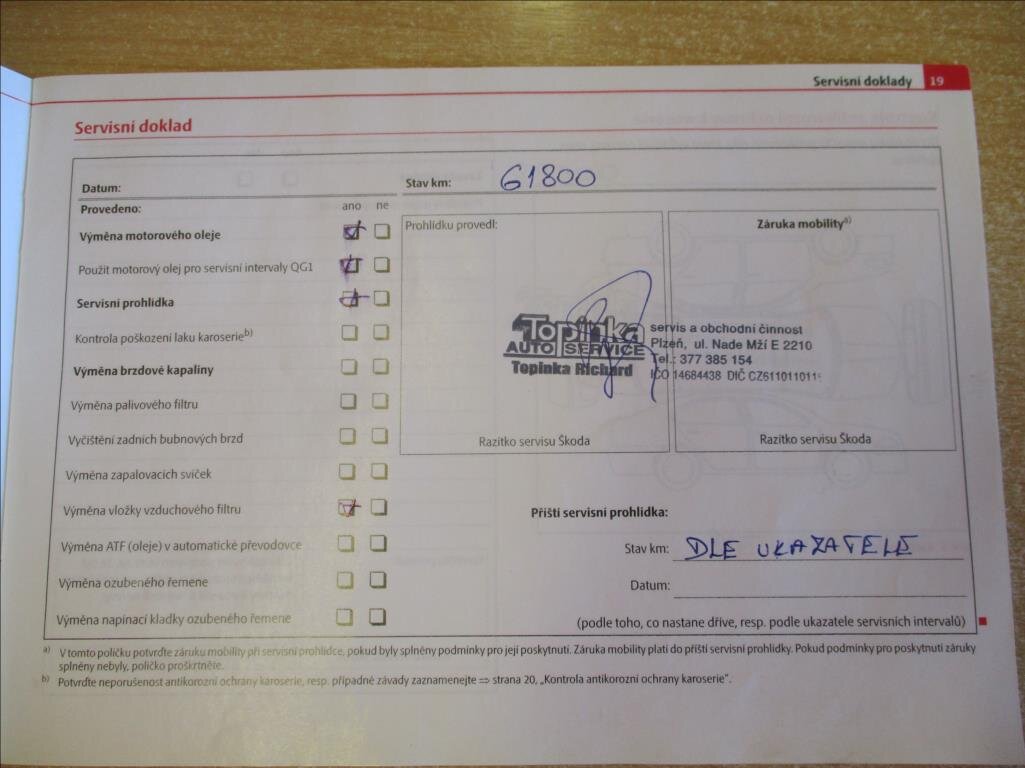 Servisní doklady 19
Servisní doklad
Datum:
Stav km: 61800
Provedeno: ano ne
Výměna motorového oleje
Použit motorový olej pro servisní intervaly QG1
Servisní prohlídka
Kontrola poškození laku karoserie b)
Výměna brzdové kapaliny
Výměna palivového filtru
Vyčištění zadních bubnových brzd
Výměna zapalovacích svíček
Výměna vložky vzduchového filtru
Výměna ATF (oleje) v automatické převodovce
Výměna ozubeného řemene
Výměna napínací kladky ozubeného řemene
Prohlídku provedl:
Topinka
AUTO SERVICE
Topinka Richard
servis a obchodní činnost
Plzeň, ul. Nade Mží E 2210
Tel.: 377 385 154
IČO 14684438 DIČ CZ611011011
Razítko servisu Škoda
Záruka mobility a)
Razítko servisu Škoda
Příští servisní prohlídka:
Stav km: DLE UKAZATELE
Datum:
(podle toho, co nastane dříve, resp. podle ukazatele servisních intervalů)
a) V tomto políčku potvrďte záruku mobility při servisní prohlídce, pokud byly splněny podmínky pro její poskytnutí. Záruka mobility platí do příští servisní prohlídky. Pokud podmínky pro poskytnutí záruky
splněny nebyly, políčko proškrtněte.
b) Potvrďte neporušenost antikorozní ochrany karoserie, resp. případné závady zaznamenejte ⇒ strana 20, „Kontrola antikorozní ochrany karoserie“.